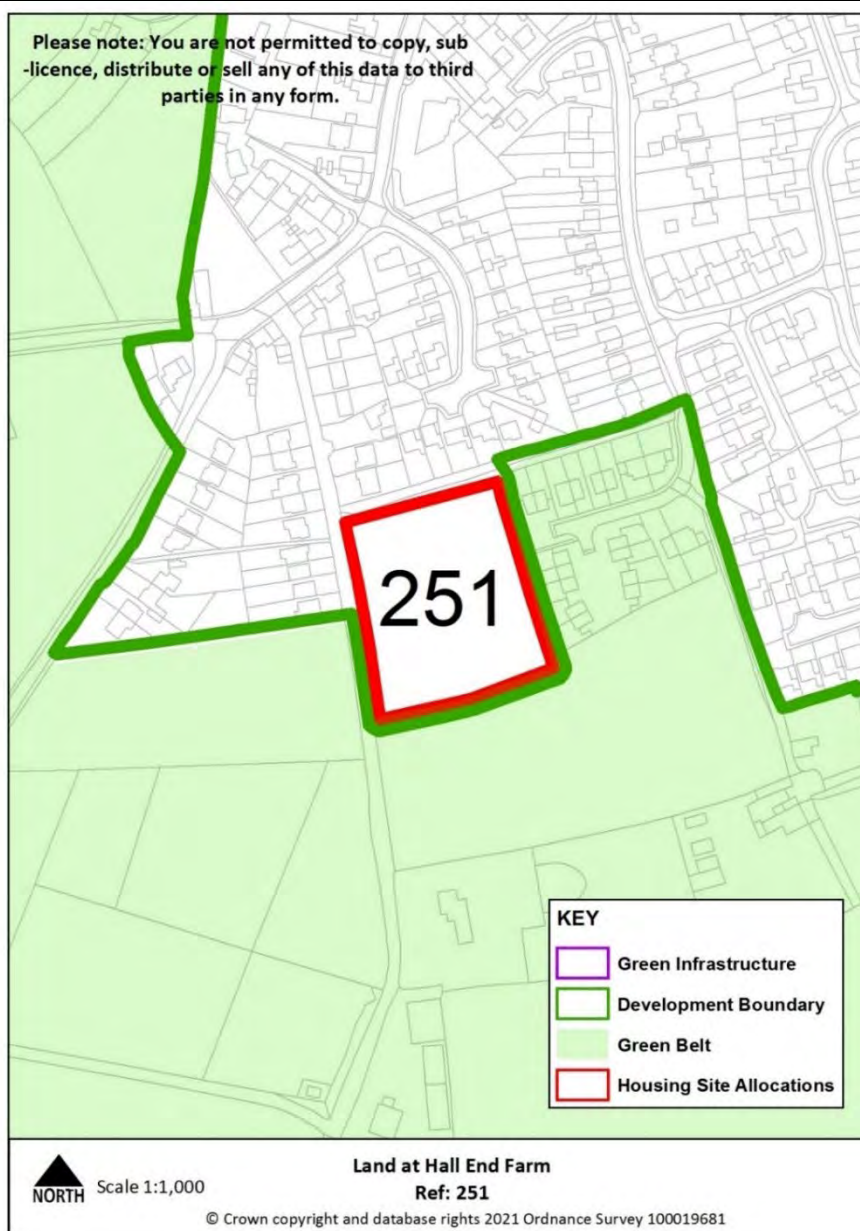 Please note: You are not permitted to copy, sub
-licence, distribute or sell any of this data to third
parties in any form.
251
KEY
Green Infrastructure
Development Boundary
Green Belt
Housing Site Allocations
NORTH
Scale 1:1,000
Land at Hall End Farm
Ref: 251
© Crown copyright and database rights 2021 Ordnance Survey 100019681